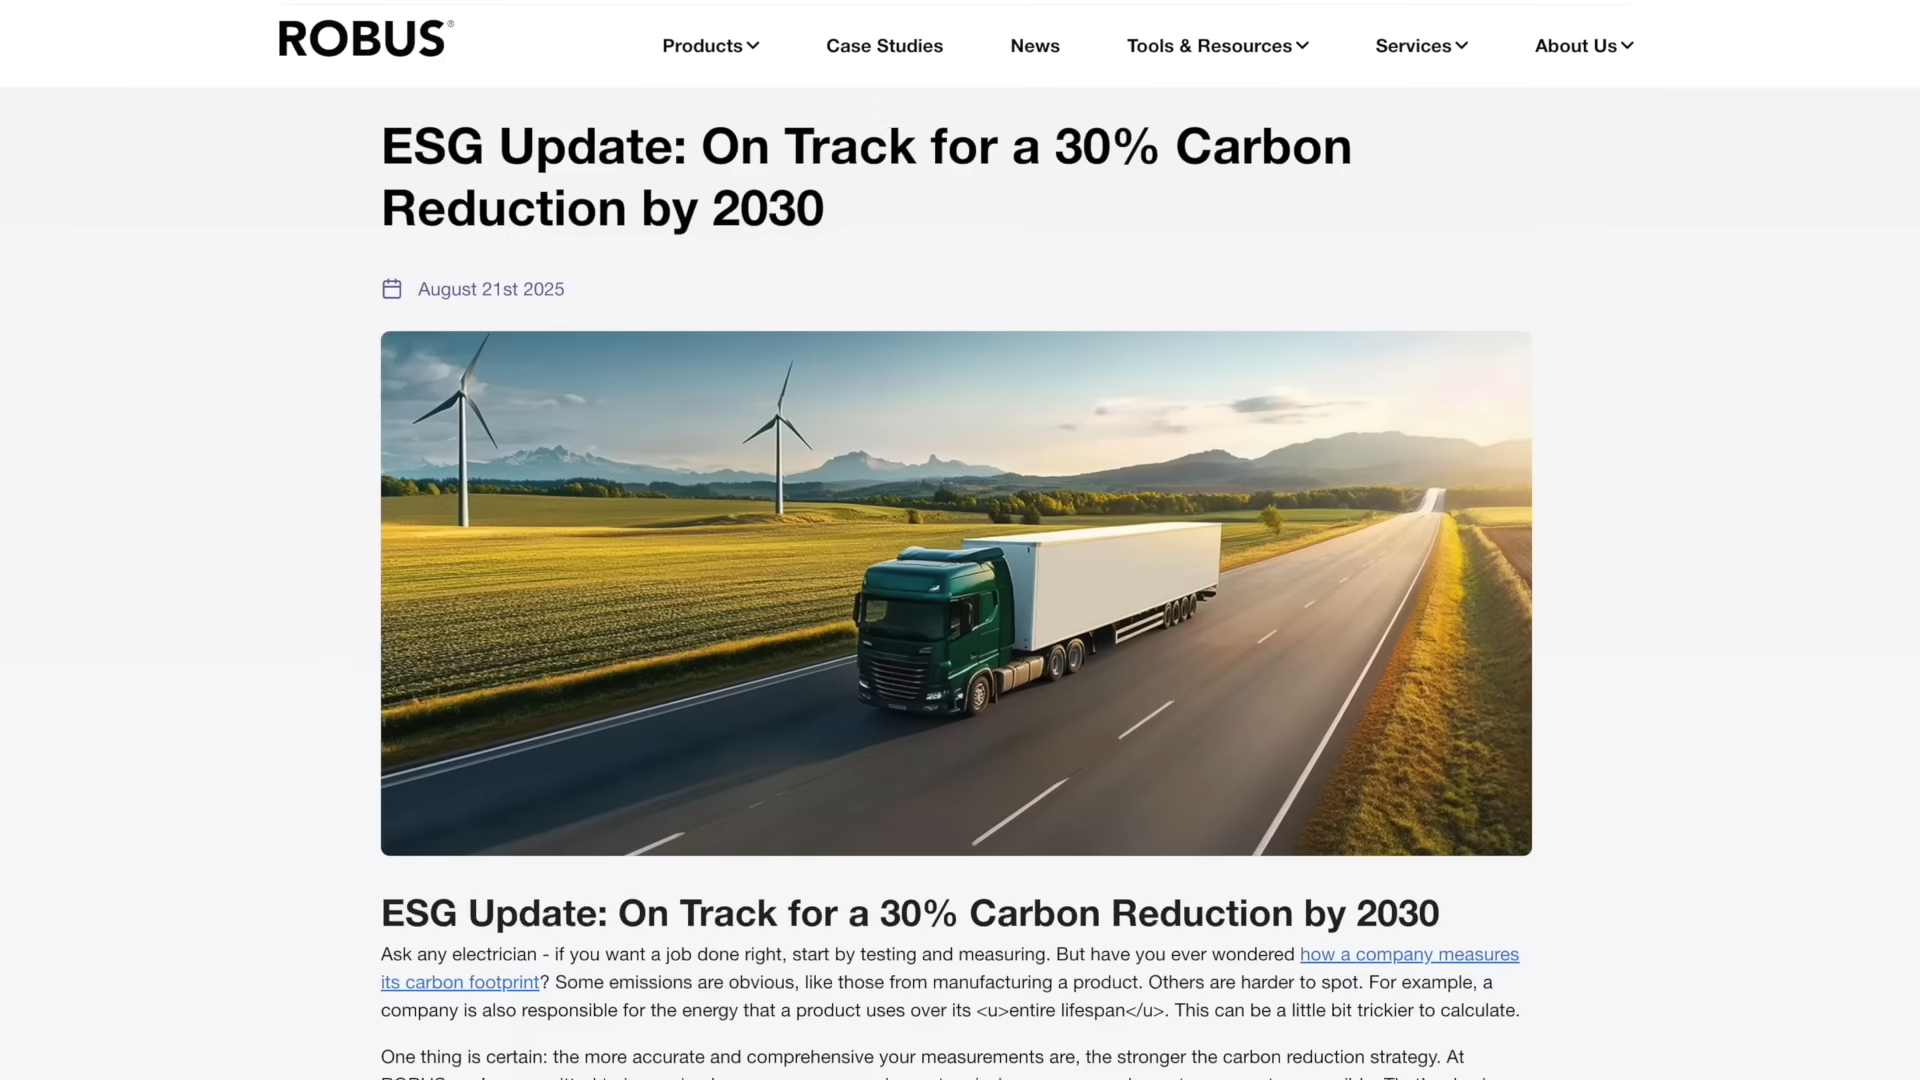 ROBUS®
Products
Case Studies
News
Tools & Resources
Services
About Us
ESG Update: On Track for a 30% Carbon
Reduction by 2030
August 21st 2025
ESG Update: On Track for a 30% Carbon Reduction by 2030
Ask any electrician - if you want a job done right, start by testing and measuring. But have you ever wondered how a company measures
its carbon footprint? Some emissions are obvious, like those from manufacturing a product. Others are harder to spot. For example, a
company is also responsible for the energy that a product uses over its <u>entire lifespan</u>. This can be a little bit trickier to calculate.
One thing is certain: the more accurate and comprehensive your measurements are, the stronger the carbon reduction strategy. At